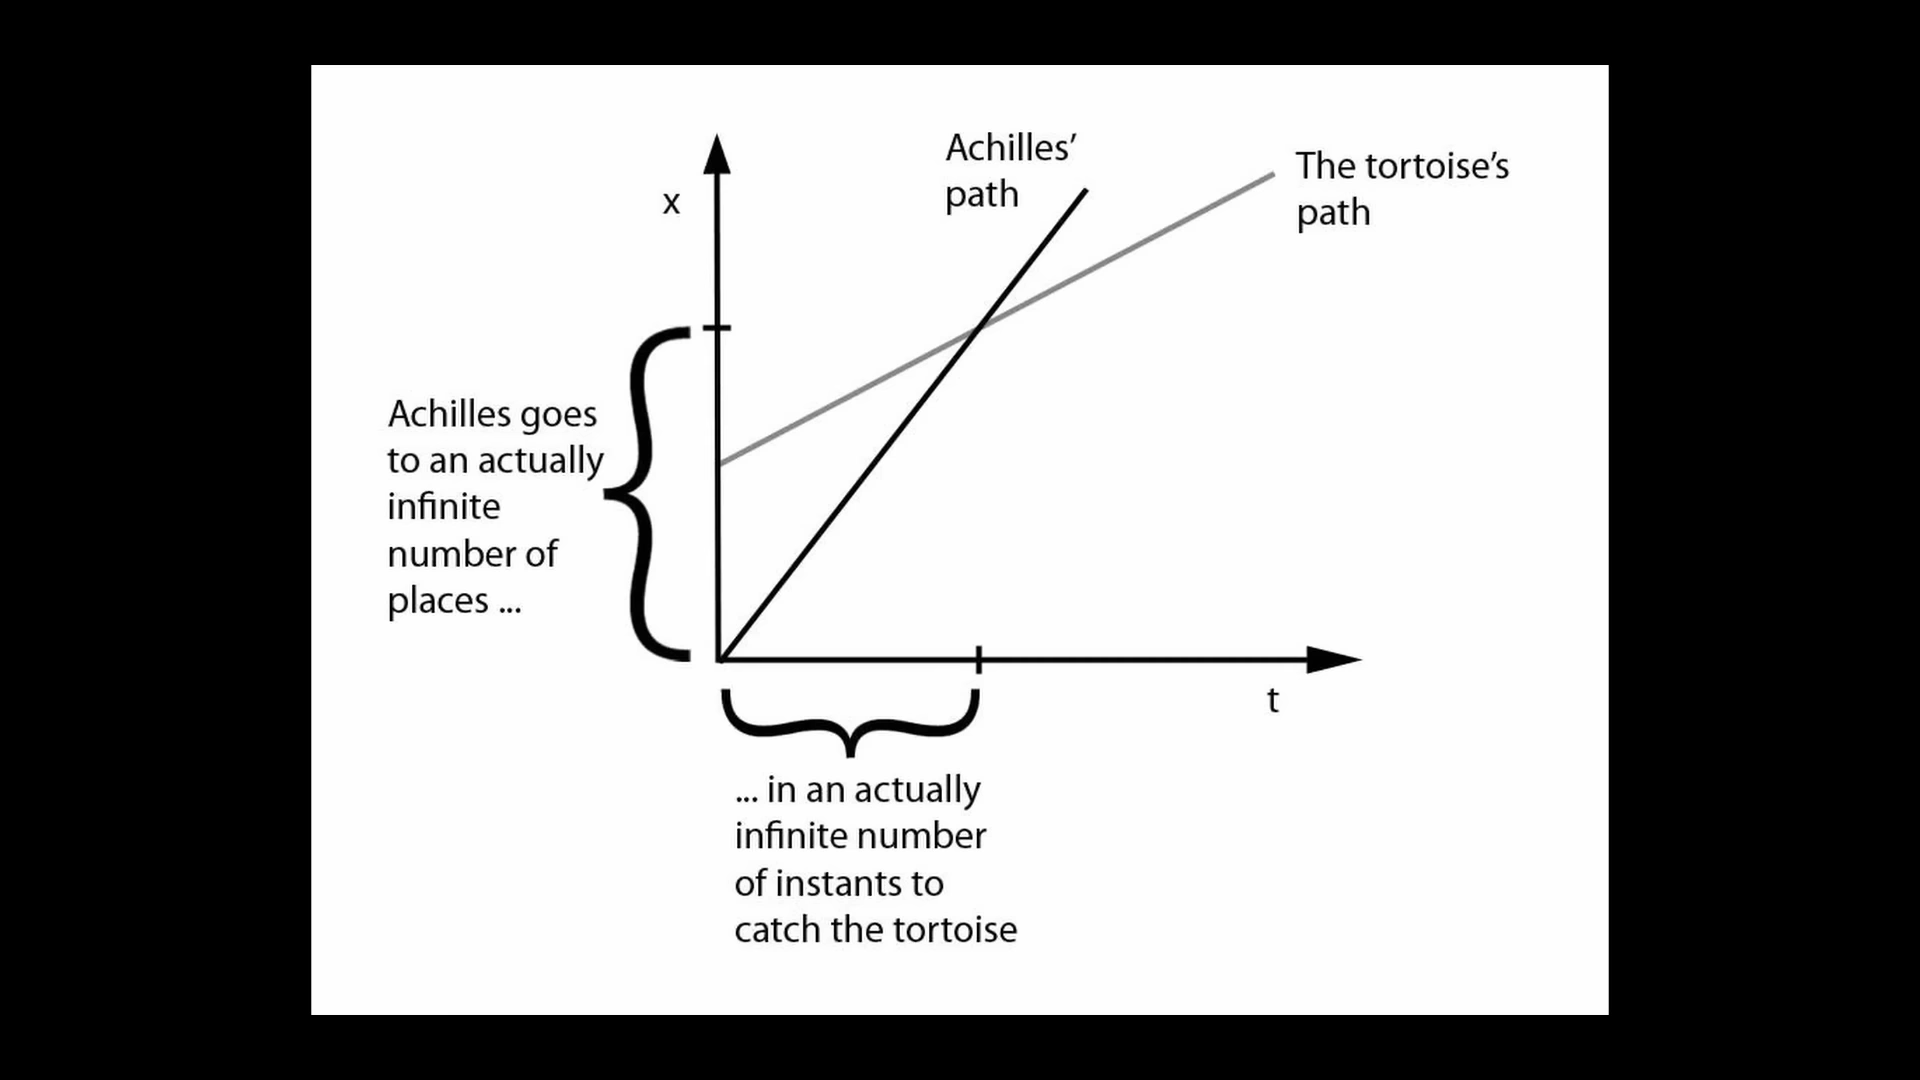 Achilles’
path
The tortoise’s
path
x
Achilles goes
to an actually
infinite
number of
places ...
t
... in an actually
infinite number
of instants to
catch the tortoise